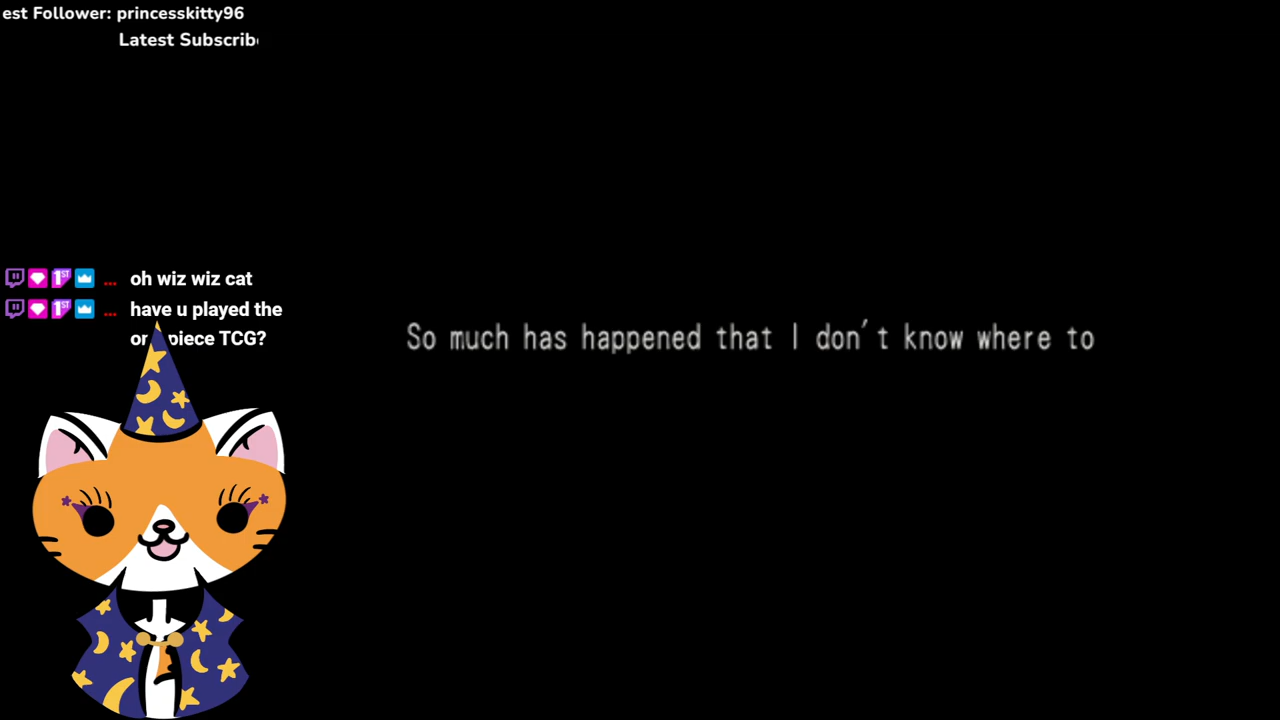 est Follower: princesskitty96
Latest Subscrib
oh wiz wiz cat
have u played the
piece TCG?
So much has happened that I don't know where to